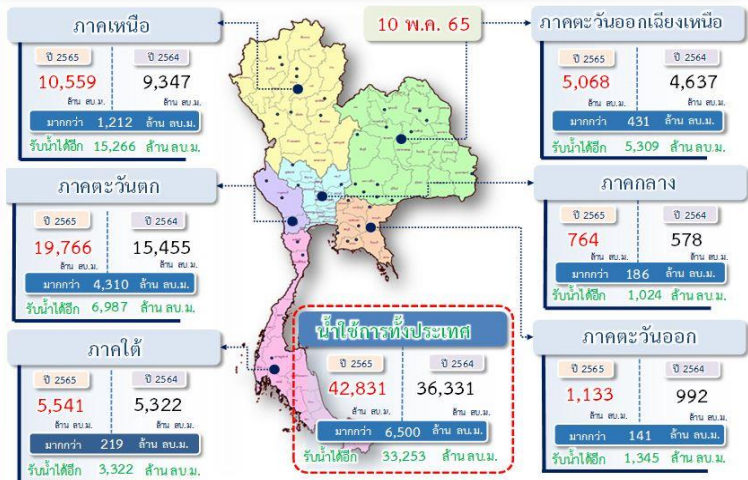 ภาคเหนือ
ปี 2565 ปี 2564
10,559 9,347
ล้าน ลบ.ม. ล้าน ลบ.ม.
มากกว่า 1,212 ล้าน ลบ.ม.
รับน้ำได้อีก 15,266 ล้าน ลบ.ม.
10 พ.ค. 65
ภาคตะวันออกเฉียงเหนือ
ปี 2565 ปี 2564
5,068 4,637
ล้าน ลบ.ม. ล้าน ลบ.ม.
มากกว่า 431 ล้าน ลบ.ม.
รับน้ำได้อีก 5,309 ล้าน ลบ.ม.
ภาคตะวันตก
ปี 2565 ปี 2564
19,766 15,455
ล้าน ลบ.ม. ล้าน ลบ.ม.
มากกว่า 4,310 ล้าน ลบ.ม.
รับน้ำได้อีก 6,987 ล้าน ลบ.ม.
ภาคกลาง
ปี 2565 ปี 2564
764 578
ล้าน ลบ.ม. ล้าน ลบ.ม.
มากกว่า 186 ล้าน ลบ.ม.
รับน้ำได้อีก 1,024 ล้าน ลบ.ม.
ภาคใต้
ปี 2565 ปี 2564
5,541 5,322
ล้าน ลบ.ม. ล้าน ลบ.ม.
มากกว่า 219 ล้าน ลบ.ม.
รับน้ำได้อีก 3,322 ล้าน ลบ.ม.
น้ำใช้การทั้งประเทศ
ปี 2565 ปี 2564
42,831 36,331
ล้าน ลบ.ม. ล้าน ลบ.ม.
มากกว่า 6,500 ล้าน ลบ.ม.
รับน้ำได้อีก 33,253 ล้าน ลบ.ม.
ภาคตะวันออก
ปี 2565 ปี 2564
1,133 992
ล้าน ลบ.ม. ล้าน ลบ.ม.
มากกว่า 141 ล้าน ลบ.ม.
รับน้ำได้อีก 1,345 ล้าน ลบ.ม.